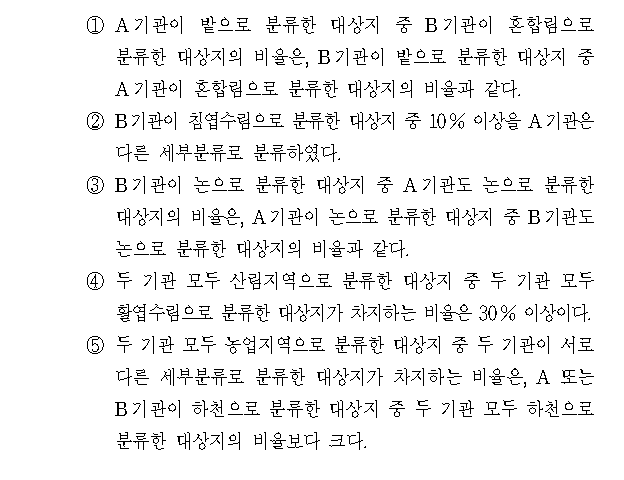 ① A기관이 밭으로 분류한 대상지 중 B기관이 혼합림으로
분류한 대상지의 비율은, B기관이 밭으로 분류한 대상지 중
A기관이 혼합림으로 분류한 대상지의 비율과 같다.
② B기관이 침엽수림으로 분류한 대상지 중 10% 이상을 A기관은
다른 세부분류로 분류하였다.
③ B기관이 논으로 분류한 대상지 중 A기관도 논으로 분류한
대상지의 비율은, A기관이 논으로 분류한 대상지 중 B기관도
논으로 분류한 대상지의 비율과 같다.
④ 두 기관 모두 산림지역으로 분류한 대상지 중 두 기관 모두
활엽수림으로 분류한 대상지가 차지하는 비율은 30% 이상이다.
⑤ 두 기관 모두 농업지역으로 분류한 대상지 중 두 기관이 서로
다른 세부분류로 분류한 대상지가 차지하는 비율은, A 또는
B기관이 하천으로 분류한 대상지 중 두 기관 모두 하천으로
분류한 대상지의 비율보다 크다.